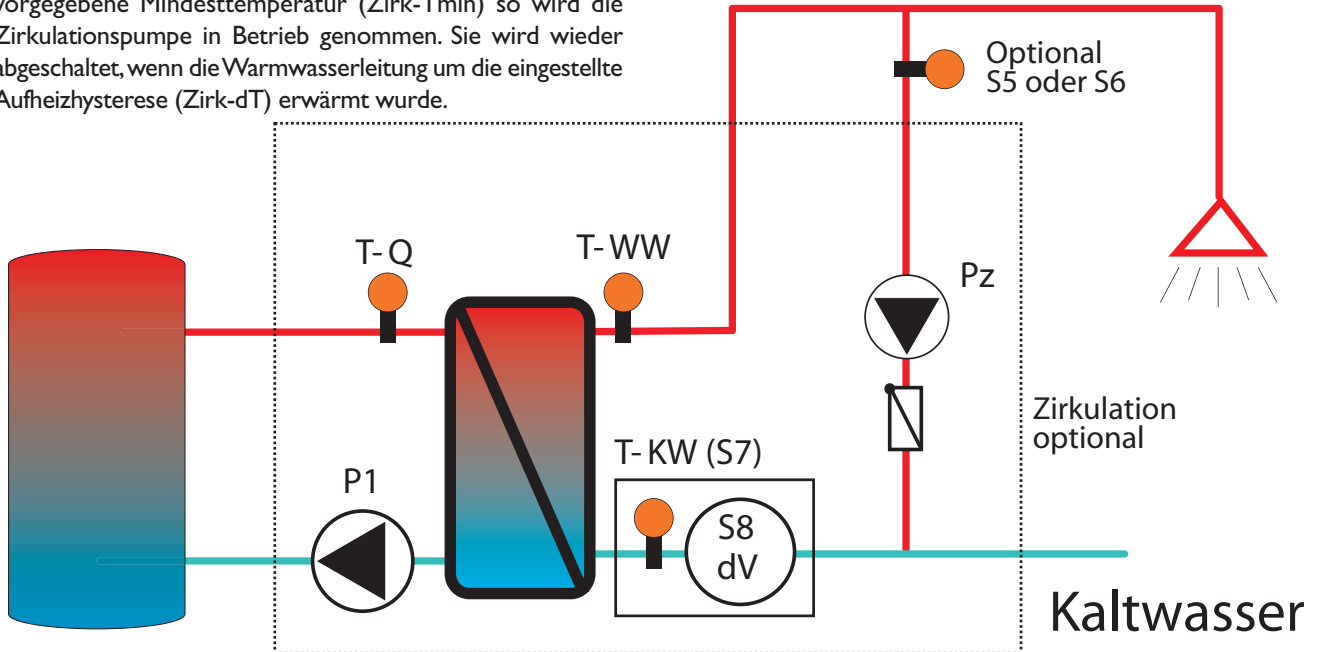 vorgegebene Mindesttemperatur (Zirk-Tmin) so wird die
Zirkulationspumpe in Betrieb genommen. Sie wird wieder
abgeschaltet, wenn die Warmwasserleitung um die eingestellte
Aufheizhysterese (Zirk-dT) erwärmt wurde.
Optional
S5 oder S6
T-Q
T-WW
Pz
Zirkulation
optional
T-KW (S7)
P1
S8
dV
Kaltwasser